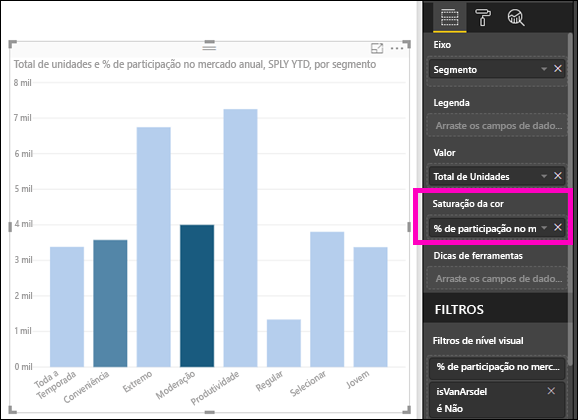 Total de unidades e % de participação no mercado anual, SPLY YTD, por segmento
8 mil
7 mil
6 mil
5 mil
4 mil
3 mil
2 mil
1 mil
0 mil
Toda a
Temporada
Conveniência
Extremo
Moderação
Produtividade
Regular
Selecionar
Jovem
Eixo
Segmento
Legenda
Arraste os campos de dado...
Valor
Total de Unidades
Saturação da cor
% de participação no m
Dicas de ferramentas
Arraste os campos de dado...
FILTROS
Filtros de nível visual
% de participação no merc...
isVanArsdel
é Não